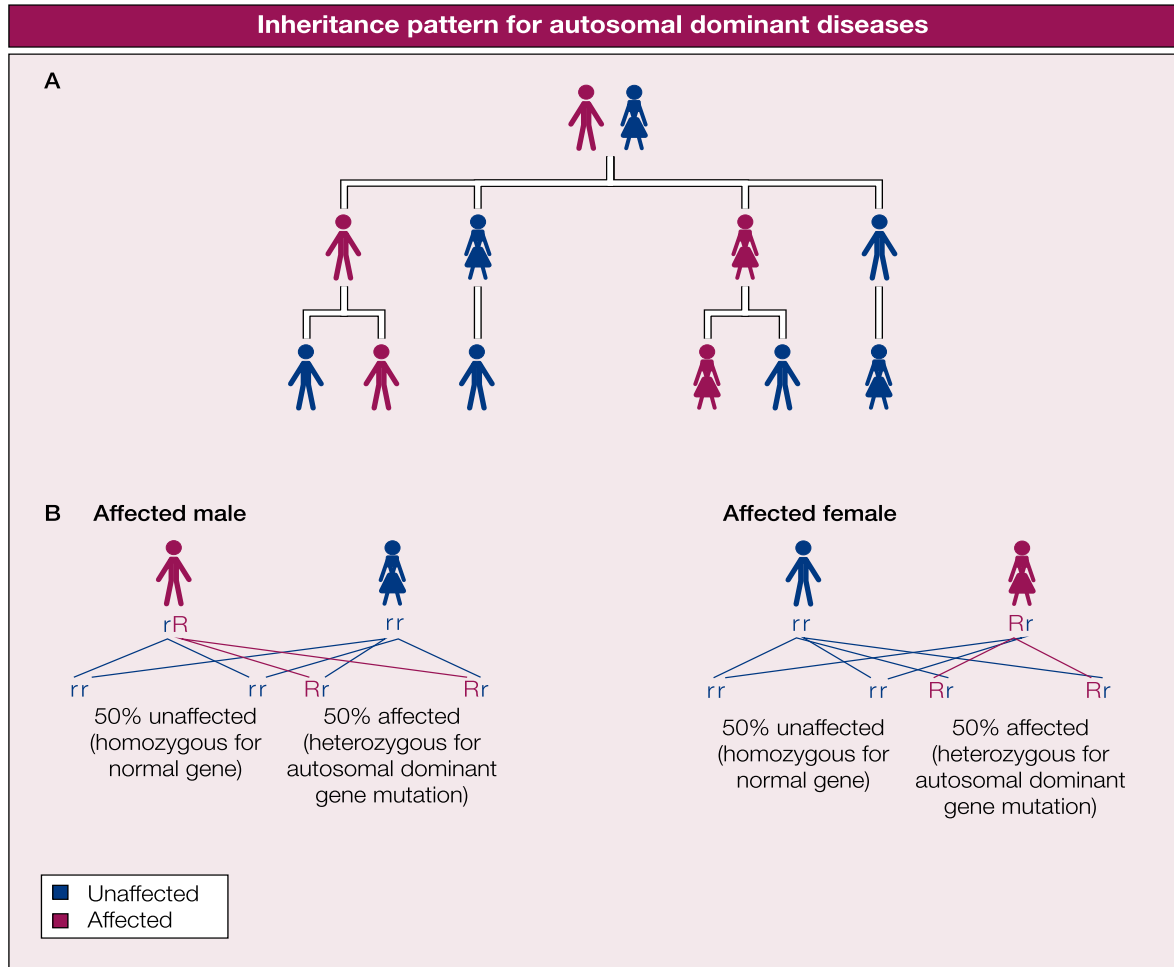 Inheritance pattern for autosomal dominant diseases
A
B Affected male
rR rr
rr rr Rr Rr
50% unaffected
(homozygous for
normal gene)
50% affected
(heterozygous for
autosomal dominant
gene mutation)
Affected female
rr Rr
rr rr Rr Rr
50% unaffected
(homozygous for
normal gene)
50% affected
(heterozygous for
autosomal dominant
gene mutation)
Unaffected
Affected